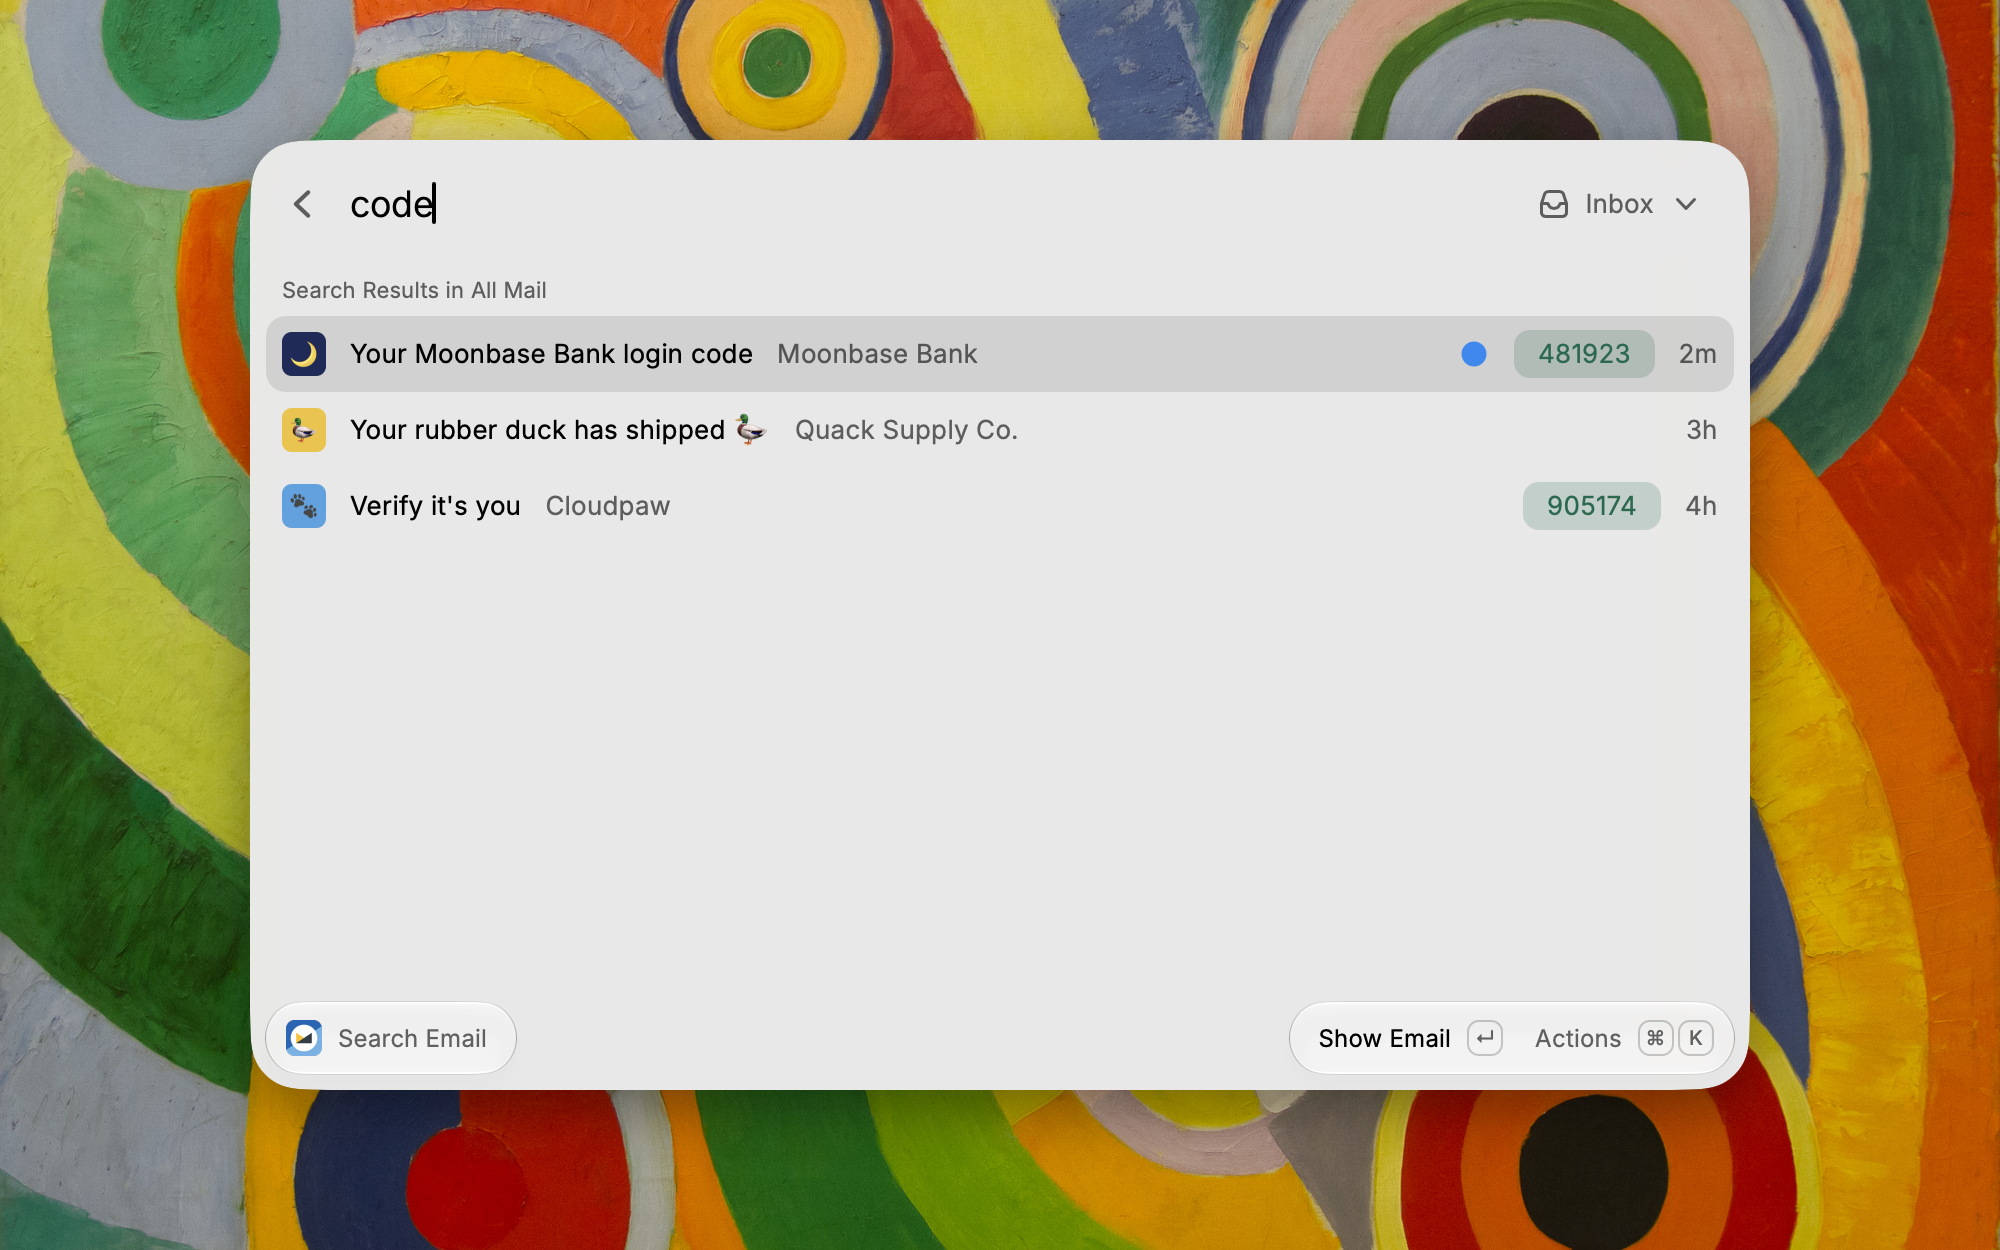 code
Inbox
Search Results in All Mail
Your Moonbase Bank login code Moonbase Bank 481923 2m
Your rubber duck has shipped 🦆 Quack Supply Co. 3h
Verify it's you Cloudpaw 905174 4h
Search Email
Show Email ↵ Actions ⌘ K